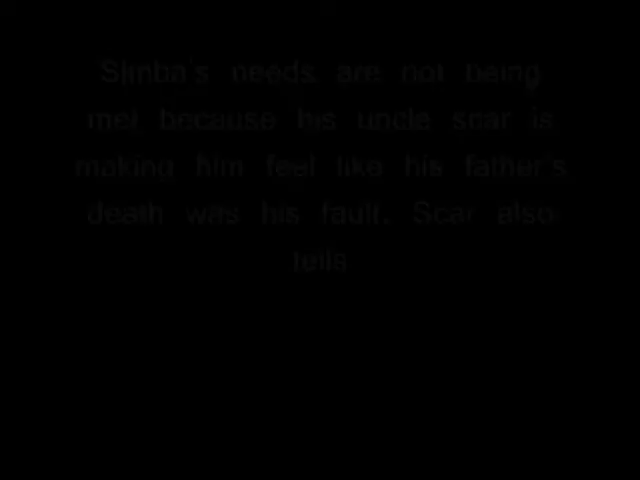 Simba's needs are not being
met because his uncle scar is
making him feel like his father's
death was his fault. Scar also
tells